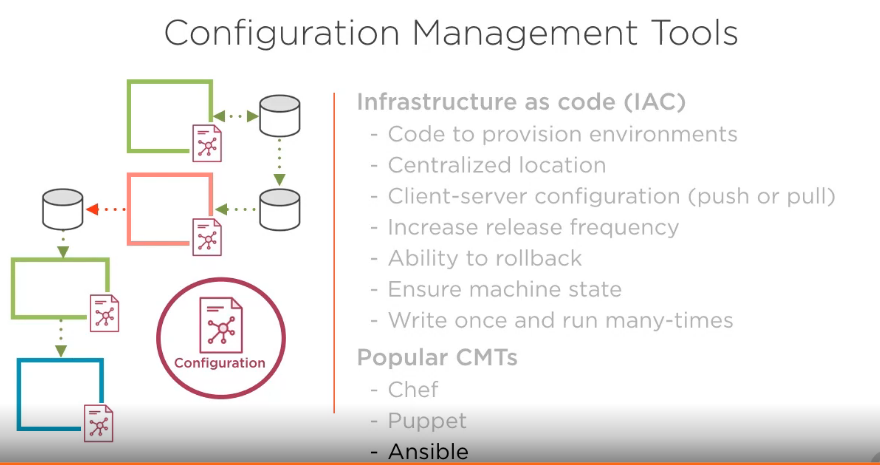 Configuration Management Tools
Infrastructure as code (IAC)
- Code to provision environments
- Centralized location
- Client-server configuration (push or pull)
- Increase release frequency
- Ability to rollback
- Ensure machine state
- Write once and run many-times
Popular CMTs
- Chef
- Puppet
- Ansible
Configuration